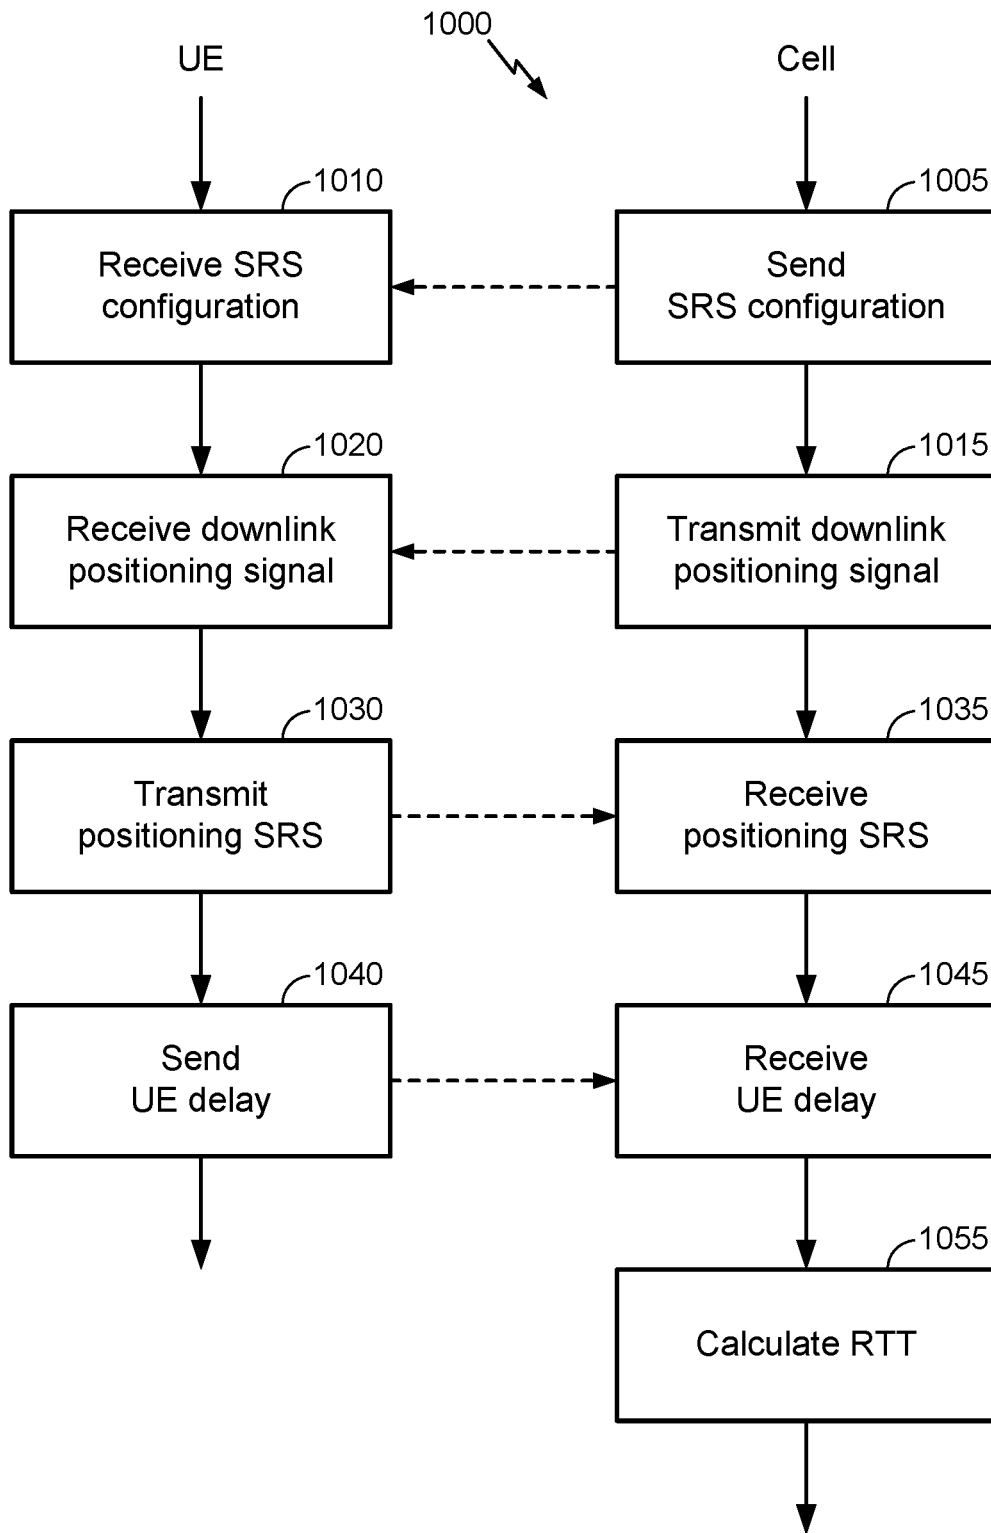 1000
UE
Cell
1010
1005
Receive SRS
configuration
Send
SRS configuration
1020
1015
Receive downlink
positioning signal
Transmit downlink
positioning signal
1030
1035
Transmit
positioning SRS
Receive
positioning SRS
1040
1045
Send
UE delay
Receive
UE delay
1055
Calculate RTT